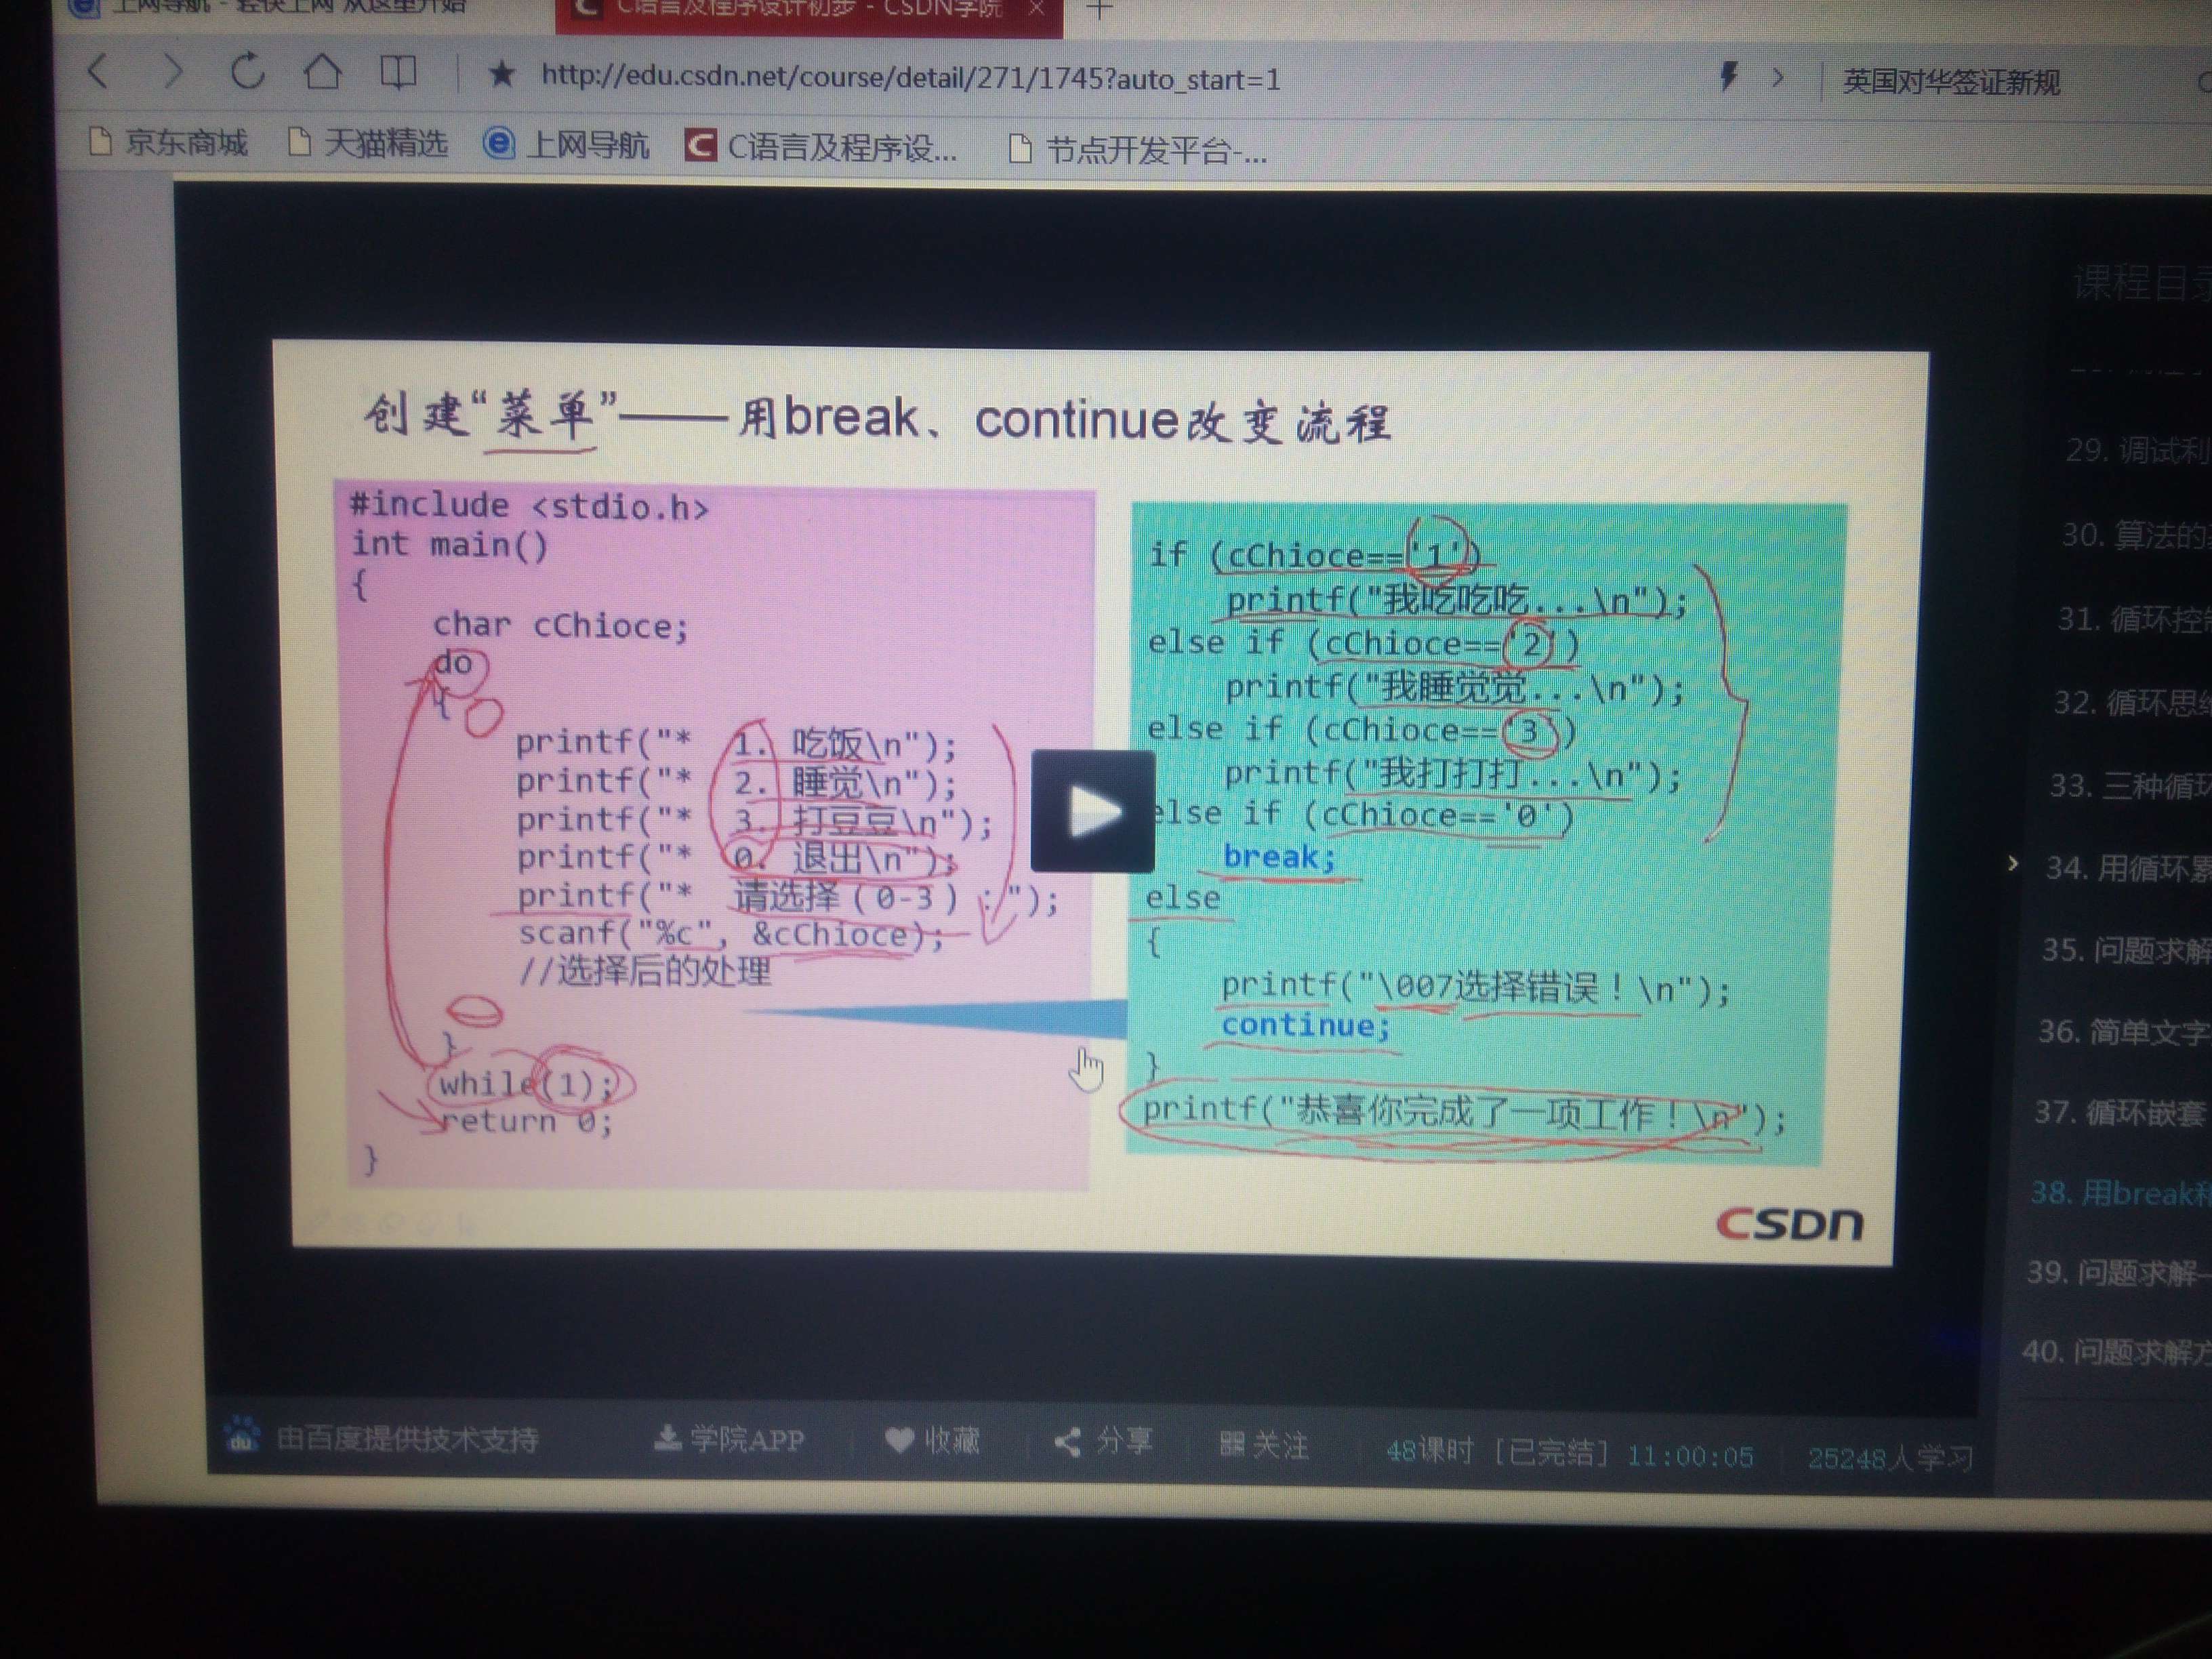 上网导航 - 轻快上网 从这里开始
C语言及程序设计初步 - CSDN学院
http://edu.csdn.net/course/detail/271/1745?auto_start=1
英国对华签证新规
京东商城
天猫精选
上网导航
C语言及程序设...
节点开发平台-...
创建“菜单”——用break、continue改变流程
#include <stdio.h>
int main()
{
char cChioce;
do
{
printf("* 1. 吃饭\n");
printf("* 2. 睡觉\n");
printf("* 3. 打豆豆\n");
printf("* 0. 退出\n");
printf("* 请选择（0-3）:");
scanf("%c", &cChioce);
//选择后的处理
}
while(1);
return 0;
}
if (cChioce=='1')
printf("我吃吃吃...\n");
else if (cChioce=='2')
printf("我睡觉觉...\n");
else if (cChioce=='3')
printf("我打打打...\n");
else if (cChioce=='0')
break;
else
{
printf("\007选择错误！\n");
continue;
}
printf("恭喜你完成了一项工作！\n");
CSDN
课程目录
29. 调试利
30. 算法的
31. 循环控制
32. 循环思维
33. 三种循环
34. 用循环累
35. 问题求解
36. 简单文字
37. 循环嵌套
38. 用break和
39. 问题求解—
40. 问题求解方
du 由百度提供技术支持
学院APP
收藏
分享
关注
48课时 [已完结] 11:00:05
25248人学习